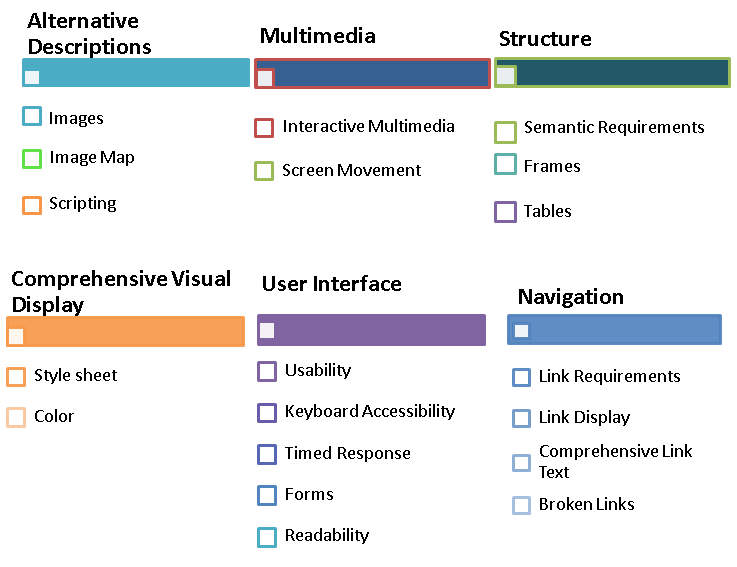 Alternative
Descriptions
Images
Image Map
Scripting
Multimedia
Interactive Multimedia
Screen Movement
Structure
Semantic Requirements
Frames
Tables
Comprehensive Visual
Display
Style sheet
Color
User Interface
Usability
Keyboard Accessibility
Timed Response
Forms
Readability
Navigation
Link Requirements
Link Display
Comprehensive Link
Text
Broken Links